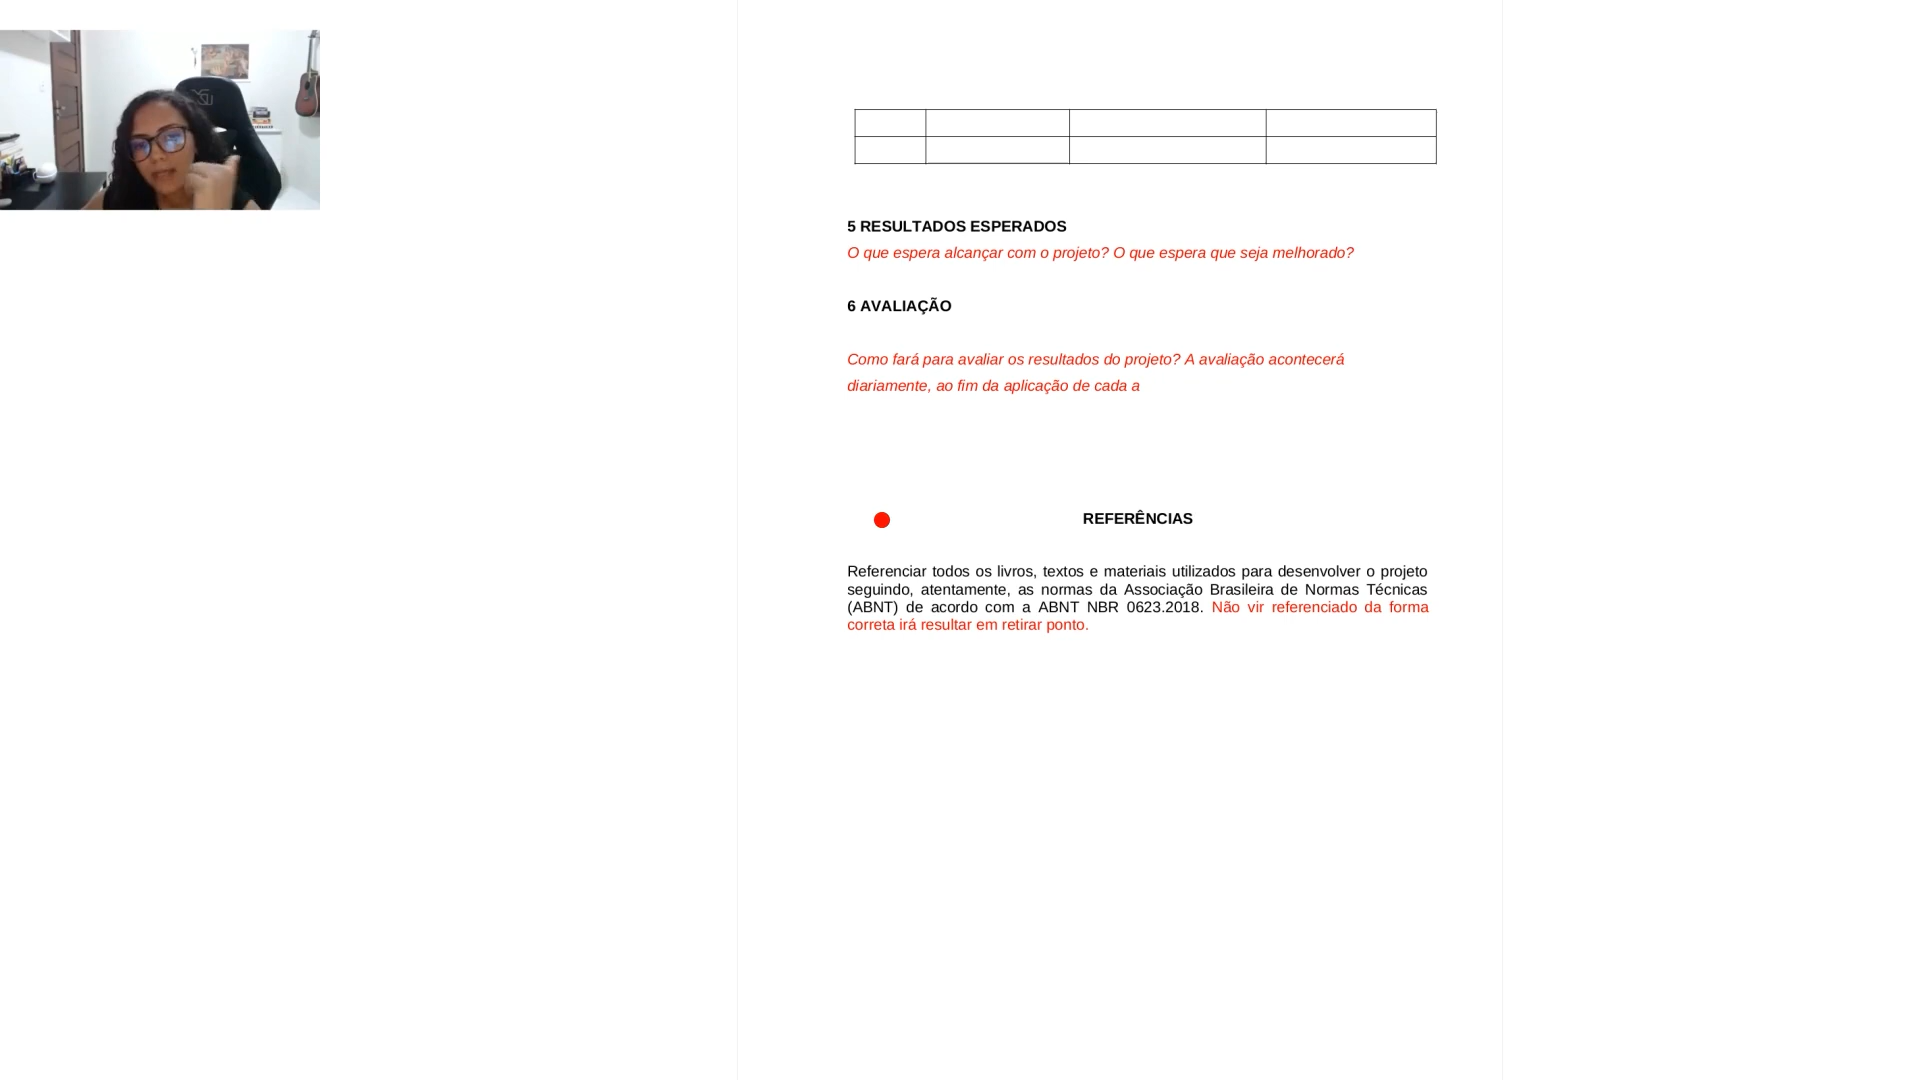 5 RESULTADOS ESPERADOS
O que espera alcançar com o projeto? O que espera que seja melhorado?
6 AVALIAÇÃO
Como fará para avaliar os resultados do projeto? A avaliação acontecerá
diariamente, ao fim da aplicação de cada a
REFERÊNCIAS
Referenciar todos os livros, textos e materiais utilizados para desenvolver o projeto
seguindo, atentamente, as normas da Associação Brasileira de Normas Técnicas
(ABNT) de acordo com a ABNT NBR 0623.2018. Não vir referenciado da forma
correta irá resultar em retirar ponto.